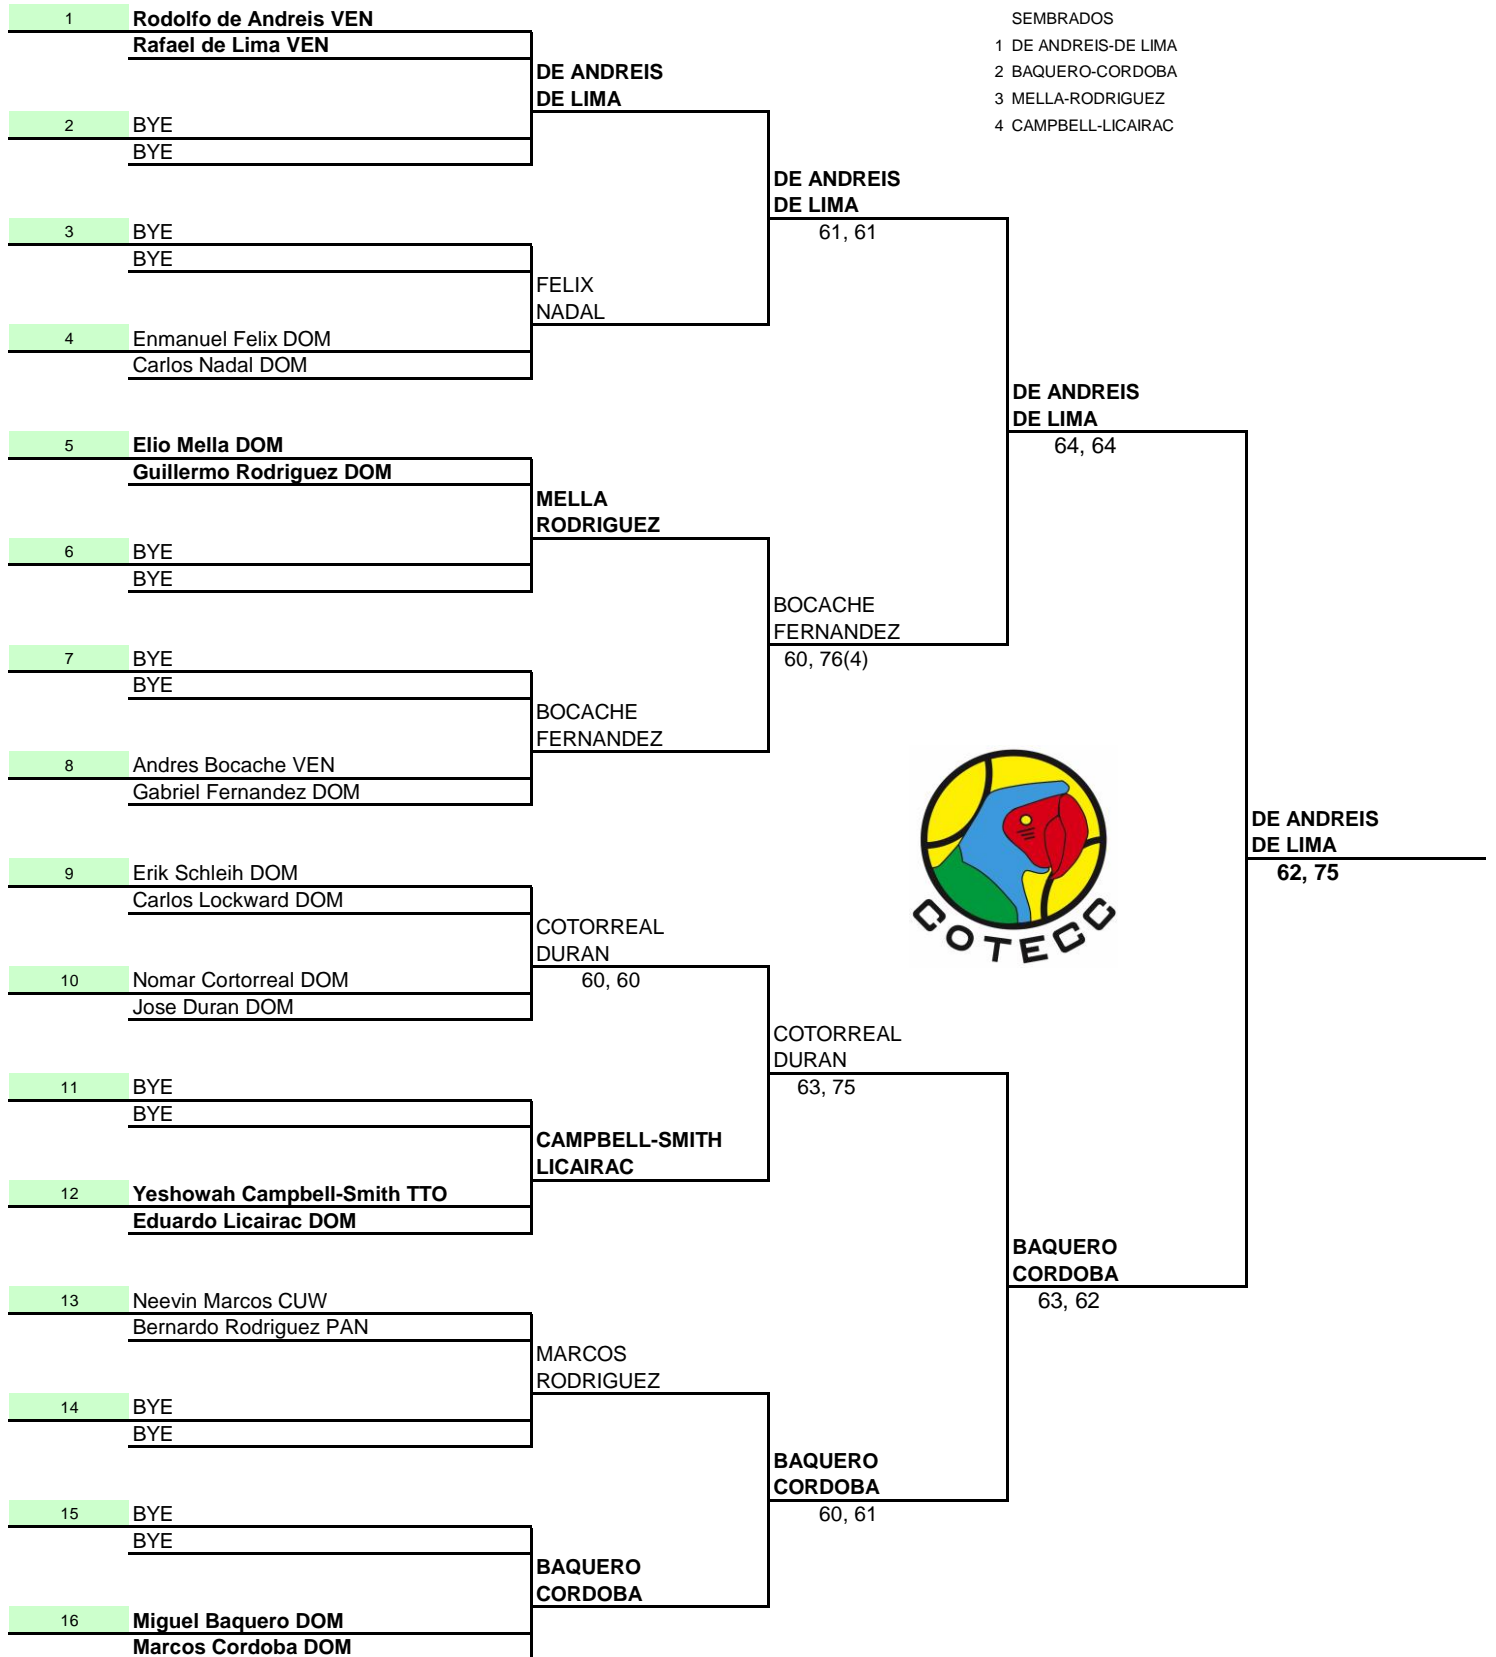 1 Rodolfo de Andreis VEN
Rafael de Lima VEN
SEMBRADOS
1 DE ANDREIS-DE LIMA
2 BAQUERO-CORDOBA
3 MELLA-RODRIGUEZ
4 CAMPBELL-LICAIRAC
DE ANDREIS
DE LIMA
2 BYE
BYE
DE ANDREIS
DE LIMA
61, 61
3 BYE
BYE
FELIX
NADAL
4 Enmanuel Felix DOM
Carlos Nadal DOM
DE ANDREIS
DE LIMA
64, 64
5 Elio Mella DOM
Guillermo Rodriguez DOM
MELLA
RODRIGUEZ
6 BYE
BYE
BOCACHE
FERNANDEZ
60, 76(4)
7 BYE
BYE
BOCACHE
FERNANDEZ
8 Andres Bocache VEN
Gabriel Fernandez DOM
COTECC
DE ANDREIS
DE LIMA
62, 75
9 Erik Schleih DOM
Carlos Lockward DOM
COTORREAL
DURAN
60, 60
10 Nomar Cortorreal DOM
Jose Duran DOM
COTORREAL
DURAN
63, 75
11 BYE
BYE
CAMPBELL-SMITH
LICAIRAC
12 Yeshowah Campbell-Smith TTO
Eduardo Licairac DOM
BAQUERO
CORDOBA
63, 62
13 Neevin Marcos CUW
Bernardo Rodriguez PAN
MARCOS
RODRIGUEZ
14 BYE
BYE
BAQUERO
CORDOBA
60, 61
15 BYE
BYE
BAQUERO
CORDOBA
16 Miguel Baquero DOM
Marcos Cordoba DOM